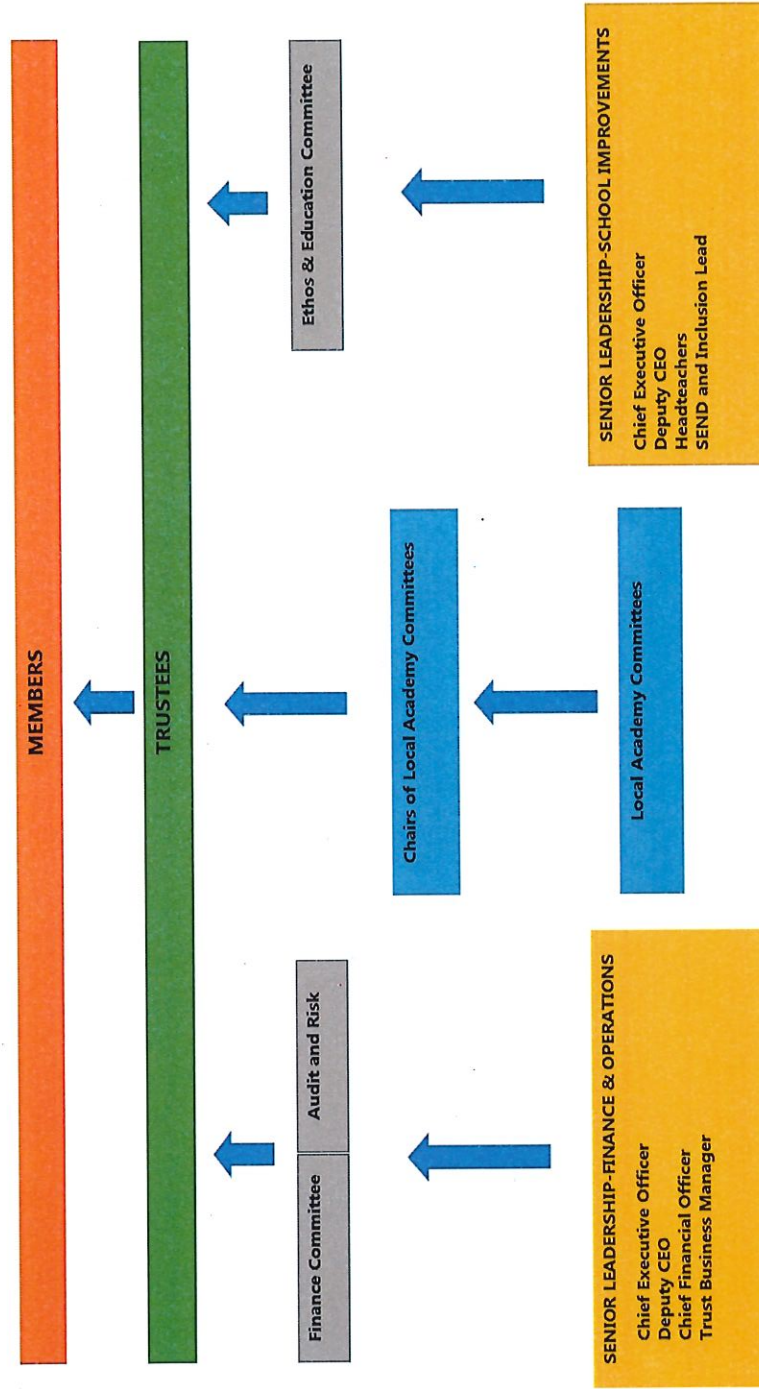 MEMBERS
TRUSTEES
Finance Committee
Audit and Risk
Ethos & Education Committee
Chairs of Local Academy Committees
Local Academy Committees
SENIOR LEADERSHIP-FINANCE & OPERATIONS
Chief Executive Officer
Deputy CEO
Chief Financial Officer
Trust Business Manager
SENIOR LEADERSHIP-SCHOOL IMPROVEMENTS
Chief Executive Officer
Deputy CEO
Headteachers
SEND and Inclusion Lead